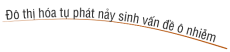 Đô thị hóa tự phát nảy sinh vấn đề ô nhiễm